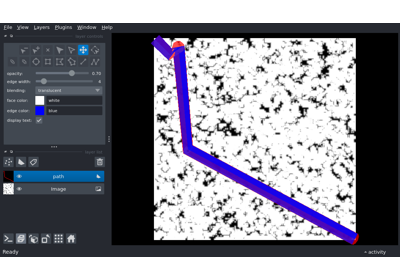 File View Layers Plugins Window Help
opacity: 0.70
edge width: 4
blending: translucent
face color: white
edge color: blue
display text:
path
Image
Ready
activity